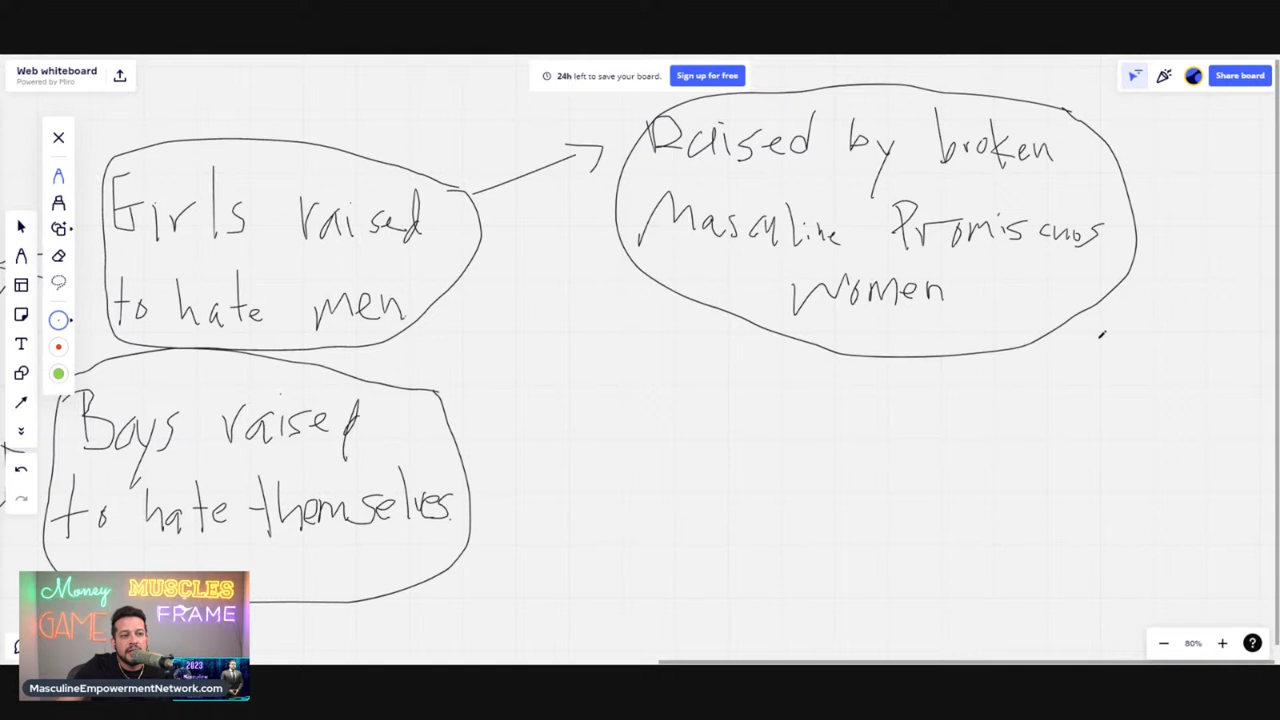 Web whiteboard
Powered by Miro
24h left to save your board.
Sign up for free
Share board
Girls raised
to hate men
Raised by broken
Masculine Promiscuos
Women
Boys raised
to hate themselves.
Money
MUSCLES
GAME
FRAME
2023
MasculineEmpowermentNetwork.com
80%